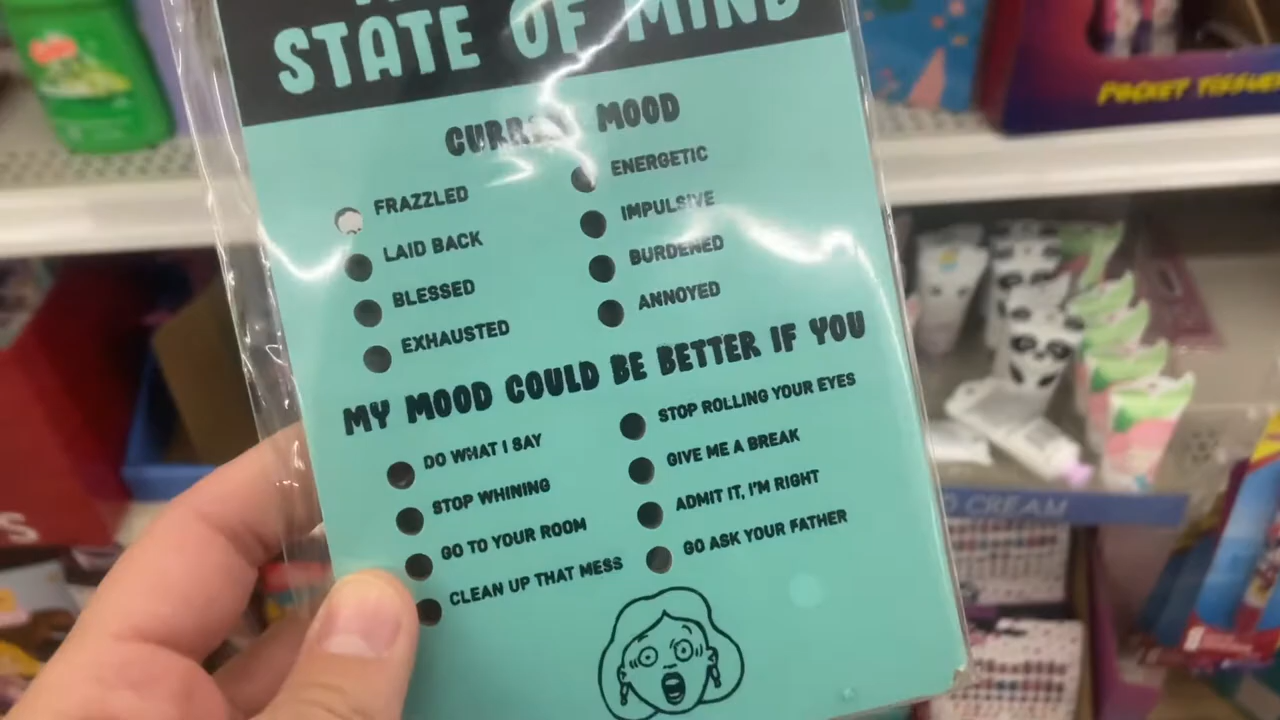 STATE OF MIND
CURRENT MOOD
FRAZZLED
LAID BACK
BLESSED
EXHAUSTED
ENERGETIC
IMPULSIVE
BURDENED
ANNOYED
MY MOOD COULD BE BETTER IF YOU
DO WHAT I SAY
STOP WHINING
GO TO YOUR ROOM
CLEAN UP THAT MESS
STOP ROLLING YOUR EYES
GIVE ME A BREAK
ADMIT IT, I'M RIGHT
GO ASK YOUR FATHER
POCKET TISSUES
CREAM